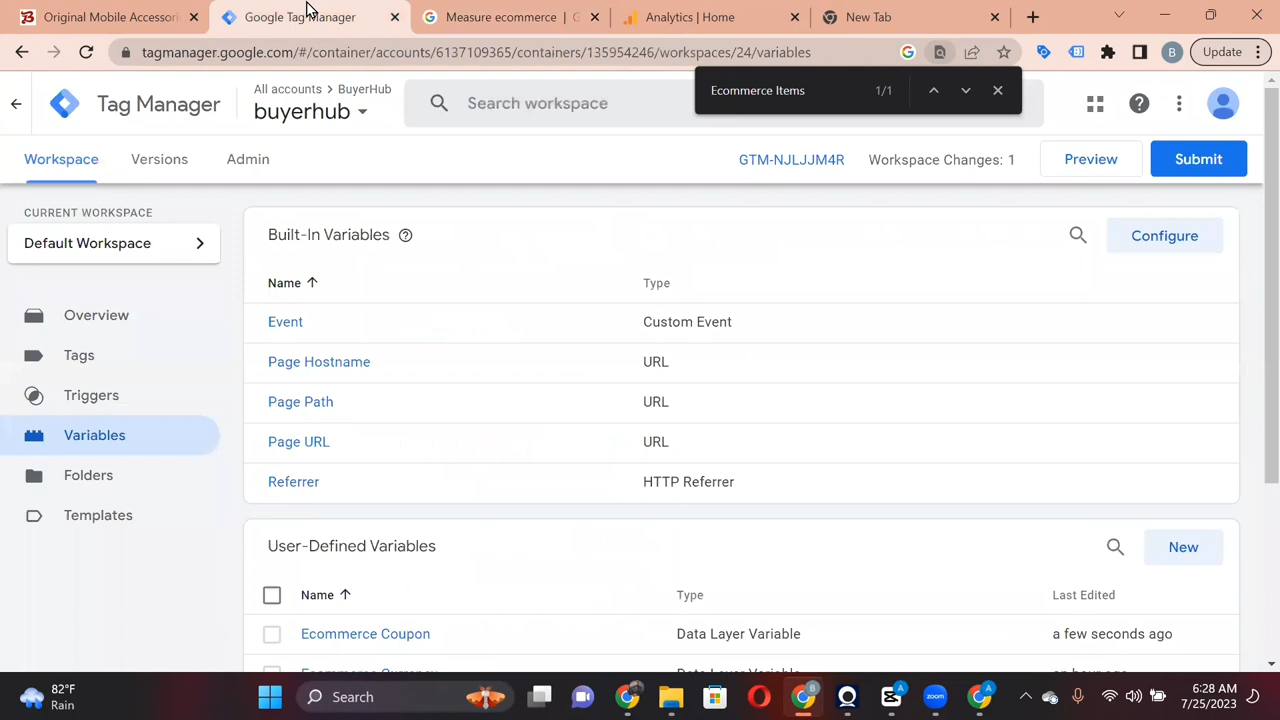 Original Mobile Accessori
Google Tag Manager
Measure ecommerce | G
Analytics | Home
New Tab
tagmanager.google.com/#/container/accounts/6137109365/containers/135954246/workspaces/24/variables
B
Update
Tag Manager
All accounts > BuyerHub
buyerhub
Search workspace
Ecommerce Items 1/1
Workspace
Versions
Admin
GTM-NJLJJM4R
Workspace Changes: 1
Preview
Submit
CURRENT WORKSPACE
Default Workspace
Overview
Tags
Triggers
Variables
Folders
Templates
Built-In Variables
Configure
Name Type
Event Custom Event
Page Hostname URL
Page Path URL
Page URL URL
Referrer HTTP Referrer
User-Defined Variables
New
Name Type Last Edited
Ecommerce Coupon Data Layer Variable a few seconds ago
82°F
Rain
Search
6:28 AM
7/25/2023